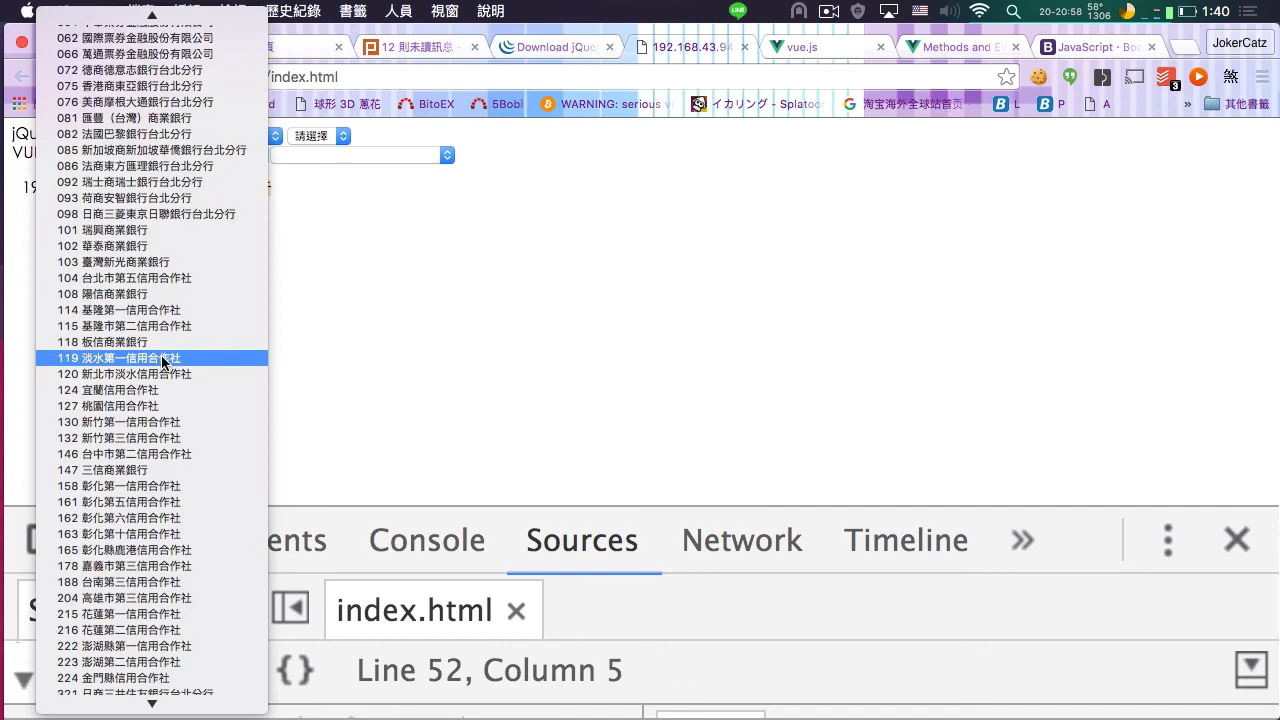 歷史紀錄 書籤 人員 視窗 說明
LINE
58°
1306
20-20:58
1:40
12 則未讀訊息 -
Download jQue
192.168.43.94
vue.js
Methods and Ev
JavaScript · Bo
JokerCatz
/index.html
3
煞
球形 3D 蔥花
BitoEX
5Bobi
WARNING: serious v
イカリング - Splatoon
淘宝海外全球站首页
L
P
A
»
其他書籤
jQu
VU
19
請選擇
062 國際票券金融股份有限公司
066 萬通票券金融股份有限公司
072 德商德意志銀行台北分行
075 香港商東亞銀行台北分行
076 美商摩根大通銀行台北分行
081 匯豐（台灣）商業銀行
082 法國巴黎銀行台北分行
085 新加坡商新加坡華僑銀行台北分行
086 法商東方匯理銀行台北分行
092 瑞士商瑞士銀行台北分行
093 荷商安智銀行台北分行
098 日商三菱東京日聯銀行台北分行
101 瑞興商業銀行
102 華泰商業銀行
103 臺灣新光商業銀行
104 台北市第五信用合作社
108 陽信商業銀行
114 基隆第一信用合作社
115 基隆市第二信用合作社
118 板信商業銀行
119 淡水第一信用合作社
120 新北市淡水信用合作社
124 宜蘭信用合作社
127 桃園信用合作社
130 新竹第一信用合作社
132 新竹第三信用合作社
146 台中市第二信用合作社
147 三信商業銀行
158 彰化第一信用合作社
161 彰化第五信用合作社
162 彰化第六信用合作社
163 彰化第十信用合作社
165 彰化縣鹿港信用合作社
178 嘉義市第三信用合作社
188 台南第三信用合作社
204 高雄市第三信用合作社
215 花蓮第一信用合作社
216 花蓮第二信用合作社
222 澎湖縣第一信用合作社
223 澎湖第二信用合作社
224 金門縣信用合作社
321 日商三井住友銀行台北分行
ents Console Sources Network Timeline »
index.html
{} Line 52, Column 5